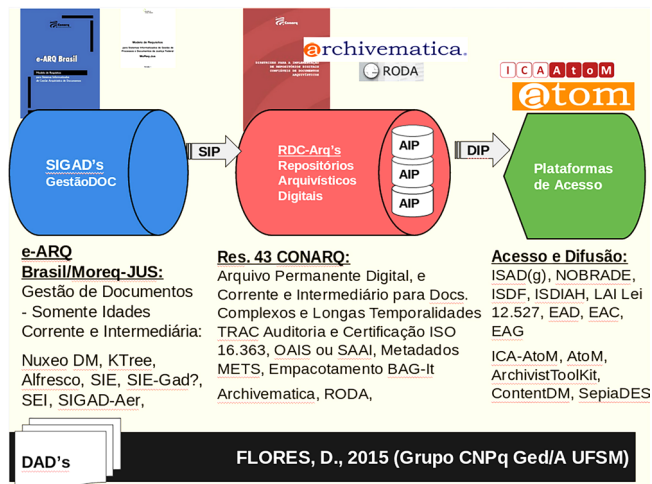 e-ARQ Brasil
Modelo de Requisitos
archivematica.
RODA
ICA AtoM
atom
SIGAD's
GestãoDOC
SIP
RDC-Arq's
Repositórios
Arquivísticos
Digitais
AIP
AIP
AIP
DIP
Plataformas
de Acesso
e-ARQ
Brasil/Moreq-JUS:
Gestão de Documentos
- Somente Idades
Corrente e Intermediária:
Nuxeo DM, KTree,
Alfresco, SIE, SIE-Gad?,
SEI, SIGAD-Aer,
Res. 43 CONARQ:
Arquivo Permanente Digital, e
Corrente e Intermediário para Docs.
Complexos e Longas Temporalidades
TRAC Auditoria e Certificação ISO
16.363, OAIS ou SAAI, Metadados
METS, Empacotamento BAG-It
Archivematica, RODA,
Acesso e Difusão:
ISAD(g), NOBRADE,
ISDF, ISDIAH, LAI Lei
12.527, EAD, EAC,
EAG
ICA-AtoM, AtoM,
ArchivistToolKit,
ContentDM, SepiaDES
DAD's
FLORES, D., 2015 (Grupo CNPq Ged/A UFSM)